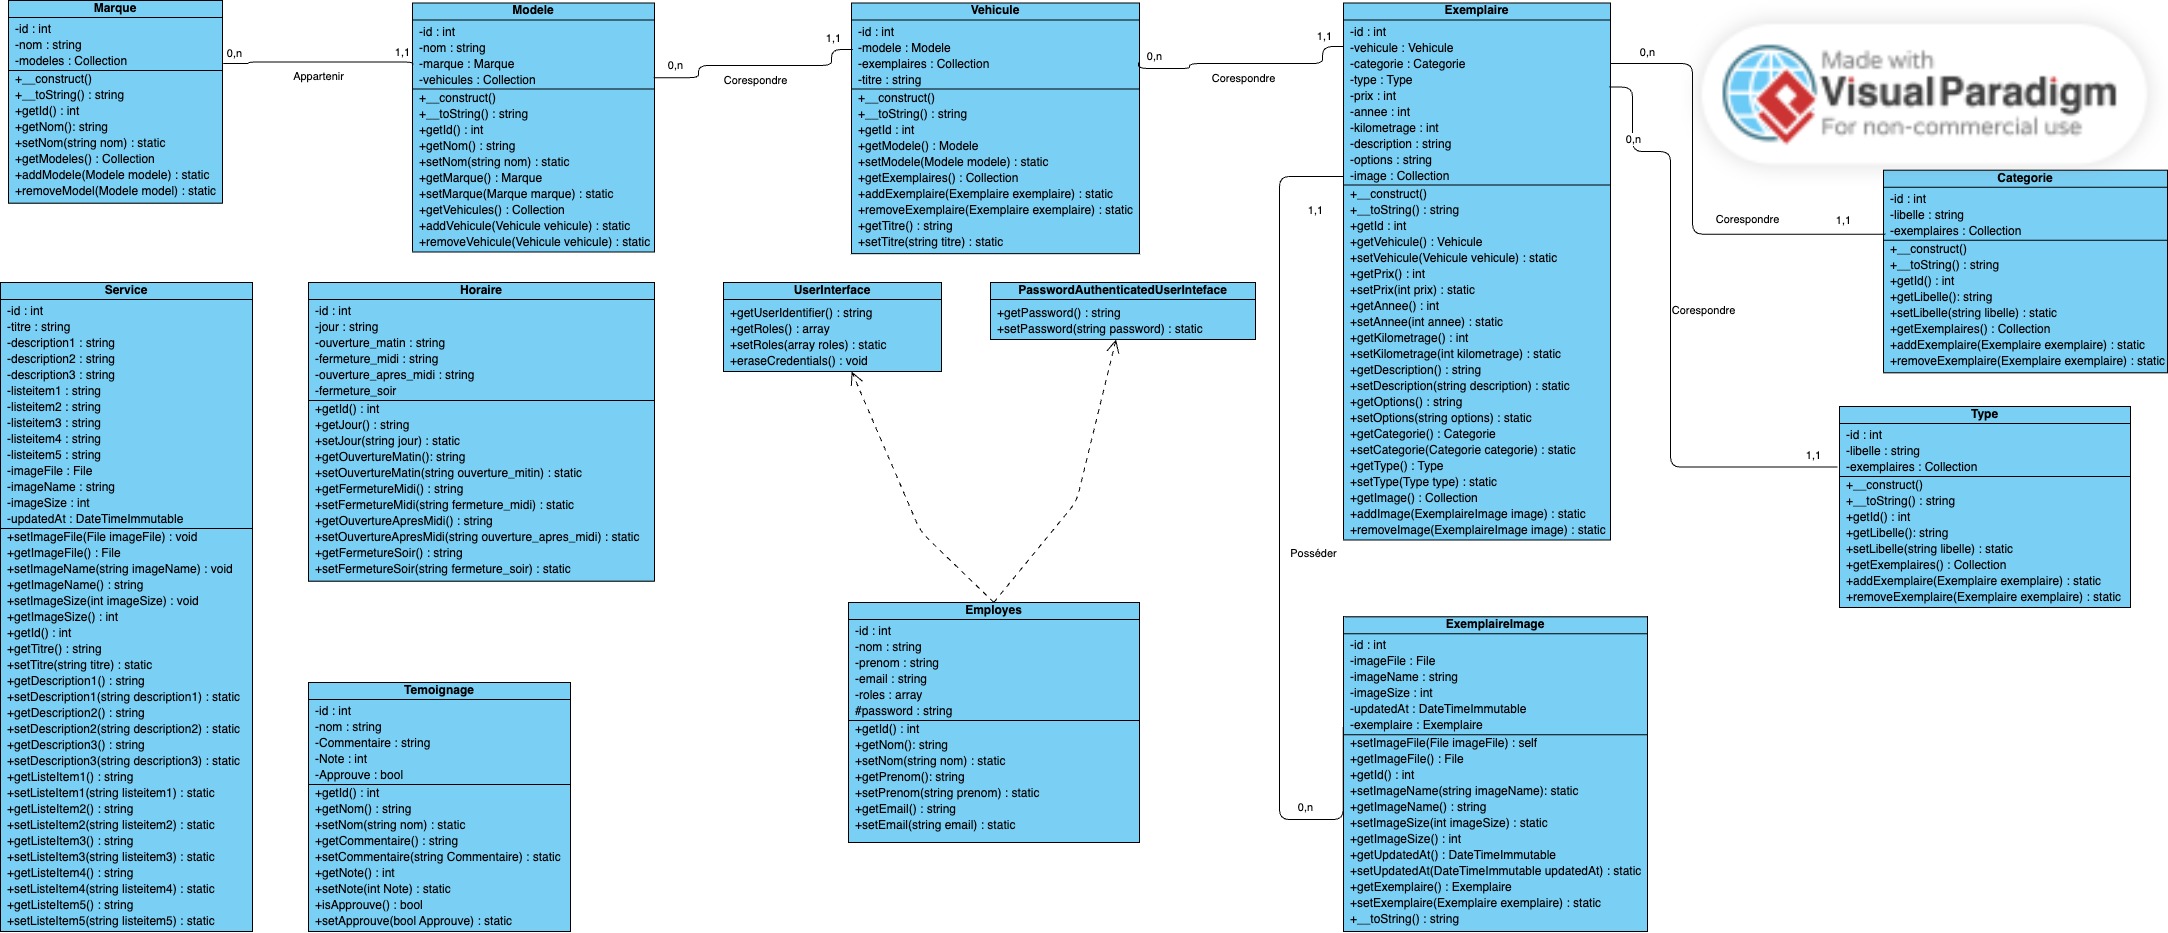 Marque
-id : int
-nom : string
-modeles : Collection
+__construct()
+__toString() : string
+getId() : int
+getNom(): string
+setNom(string nom) : static
+getModeles() : Collection
+addModele(Modele modele) : static
+removeModel(Modele model) : static
0,n
Appartenir
1,1
Modele
-id : int
-nom : string
-marque : Marque
-vehicules : Collection
+__construct()
+__toString() : string
+getId() : int
+getNom() : string
+setNom(string nom) : static
+getMarque() : Marque
+setMarque(Marque marque) : static
+getVehicules() : Collection
+addVehicule(Vehicule vehicule) : static
+removeVehicule(Vehicule vehicule) : static
0,n
Corespondre
1,1
Vehicule
-id : int
-modele : Modele
-exemplaires : Collection
-titre : string
+__construct()
+__toString() : string
+getId : int
+getModele() : Modele
+setModele(Modele modele) : static
+getExemplaires() : Collection
+addExemplaire(Exemplaire exemplaire) : static
+removeExemplaire(Exemplaire exemplaire) : static
+getTitre() : string
+setTitre(string titre) : static
0,n
Corespondre
1,1
Exemplaire
-id : int
-vehicule : Vehicule
-categorie : Categorie
-type : Type
-prix : int
-annee : int
-kilometrage : int
-description : string
-options : string
-image : Collection
+__construct()
+__toString() : string
+getId : int
+getVehicule() : Vehicule
+setVehicule(Vehicule vehicule) : static
+getPrix() : int
+setPrix(int prix) : static
+getAnnee() : int
+setAnnee(int annee) : static
+getKilometrage() : int
+setKilometrage(int kilometrage) : static
+getDescription() : string
+setDescription(string description) : static
+getOptions() : string
+setOptions(string options) : static
+getCategorie() : Categorie
+setCategorie(Categorie categorie) : static
+getType() : Type
+setType(Type type) : static
+getImage() : Collection
+addImage(ExemplaireImage image) : static
+removeImage(ExemplaireImage image) : static
0,n
Corespondre
1,1
0,n
Corespondre
1,1
Made with
Visual Paradigm
For non-commercial use
Categorie
-id : int
-libelle : string
-exemplaires : Collection
+__construct()
+__toString() : string
+getId() : int
+getLibelle(): string
+setLibelle(string libelle) : static
+getExemplaires() : Collection
+addExemplaire(Exemplaire exemplaire) : static
+removeExemplaire(Exemplaire exemplaire) : static
Type
-id : int
-libelle : string
-exemplaires : Collection
+__construct()
+__toString() : string
+getId() : int
+getLibelle(): string
+setLibelle(string libelle) : static
+getExemplaires() : Collection
+addExemplaire(Exemplaire exemplaire) : static
+removeExemplaire(Exemplaire exemplaire) : static
Service
-id : int
-titre : string
-description1 : string
-description2 : string
-description3 : string
-listeitem1 : string
-listeitem2 : string
-listeitem3 : string
-listeitem4 : string
-listeitem5 : string
-imageFile : File
-imageName : string
-imageSize : int
-updatedAt : DateTimeImmutable
+setImageFile(File imageFile) : void
+getImageFile() : File
+setImageName(string imageName) : void
+getImageName() : string
+setImageSize(int imageSize) : void
+getImageSize() : int
+getId() : int
+getTitre() : string
+setTitre(string titre) : static
+getDescription1() : string
+setDescription1(string description1) : static
+getDescription2() : string
+setDescription2(string description2) : static
+getDescription3() : string
+setDescription3(string description3) : static
+getListeItem1() : string
+setListeItem1(string listeitem1) : static
+getListeItem2() : string
+setListeItem2(string listeitem2) : static
+getListeItem3() : string
+setListeItem3(string listeitem3) : static
+getListeItem4() : string
+setListeItem4(string listeitem4) : static
+getListeItem5() : string
+setListeItem5(string listeitem5) : static
Horaire
-id : int
-jour : string
-ouverture_matin : string
-fermeture_midi : string
-ouverture_apres_midi : string
-fermeture_soir
+getId() : int
+getJour() : string
+setJour(string jour) : static
+getOuvertureMatin(): string
+setOuvertureMatin(string ouverture_mitin) : static
+getFermetureMidi() : string
+setFermetureMidi(string fermeture_midi) : static
+getOuvertureApresMidi() : string
+setOuvertureApresMidi(string ouverture_apres_midi) : static
+getFermetureSoir() : string
+setFermetureSoir(string fermeture_soir) : static
Temoignage
-id : int
-nom : string
-Commentaire : string
-Note : int
-Approuve : bool
+getId() : int
+getNom() : string
+setNom(string nom) : static
+getCommentaire() : string
+setCommentaire(string Commentaire) : static
+getNote() : int
+setNote(int Note) : static
+isApprouve() : bool
+setApprouve(bool Approuve) : static
UserInterface
+getUserIdentifier() : string
+getRoles() : array
+setRoles(array roles) : static
+eraseCredentials() : void
PasswordAuthenticatedUserInteface
+getPassword() : string
+setPassword(string password) : static
Employes
-id : int
-nom : string
-prenom : string
-email : string
-roles : array
#password : string
+getId() : int
+getNom(): string
+setNom(string nom) : static
+getPrenom(): string
+setPrenom(string prenom) : static
+getEmail() : string
+setEmail(string email) : static
1,1
Posséder
0,n
ExemplaireImage
-id : int
-imageFile : File
-imageName : string
-imageSize : int
-updatedAt : DateTimeImmutable
-exemplaire : Exemplaire
+setImageFile(File imageFile) : self
+getImageFile() : File
+getId() : int
+setImageName(string imageName): static
+getImageName() : string
+setImageSize(int imageSize) : static
+getImageSize() : int
+getUpdatedAt() : DateTimeImmutable
+setUpdatedAt(DateTimeImmutable updatedAt) : static
+getExemplaire() : Exemplaire
+setExemplaire(Exemplaire exemplaire) : static
+__toString() : string